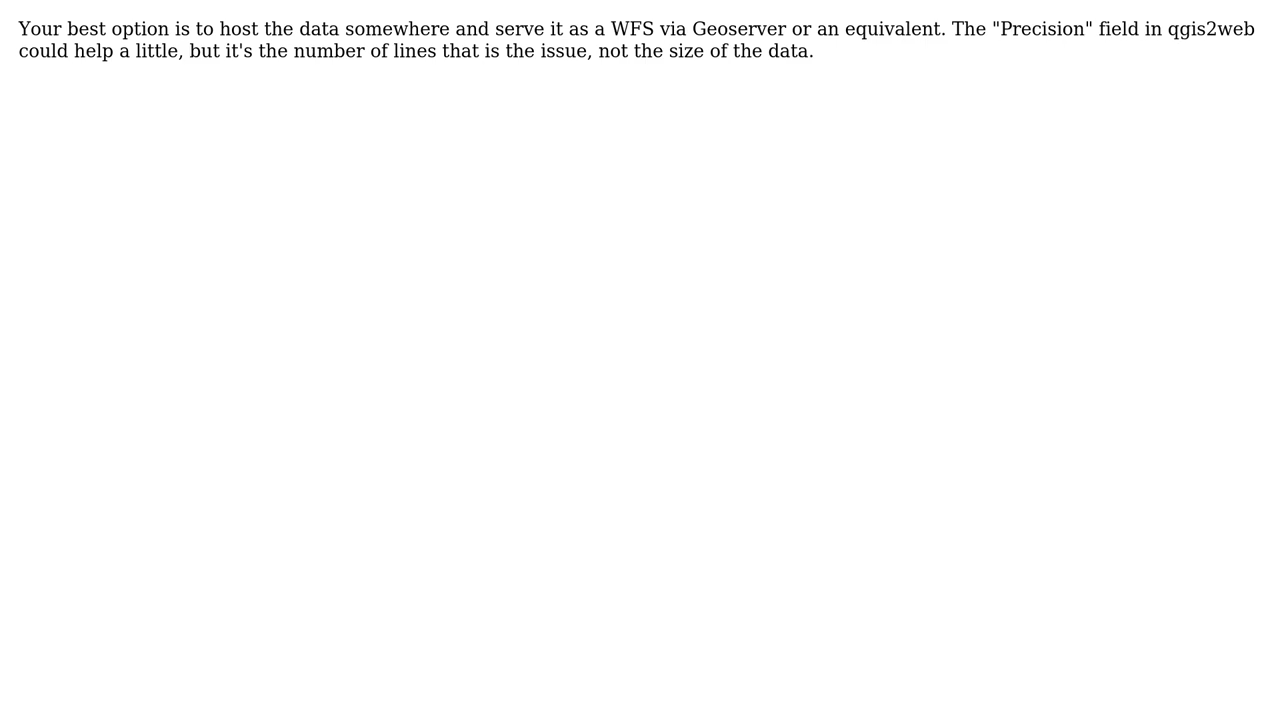 Your best option is to host the data somewhere and serve it as a WFS via Geoserver or an equivalent. The "Precision" field in qgis2web
could help a little, but it's the number of lines that is the issue, not the size of the data.